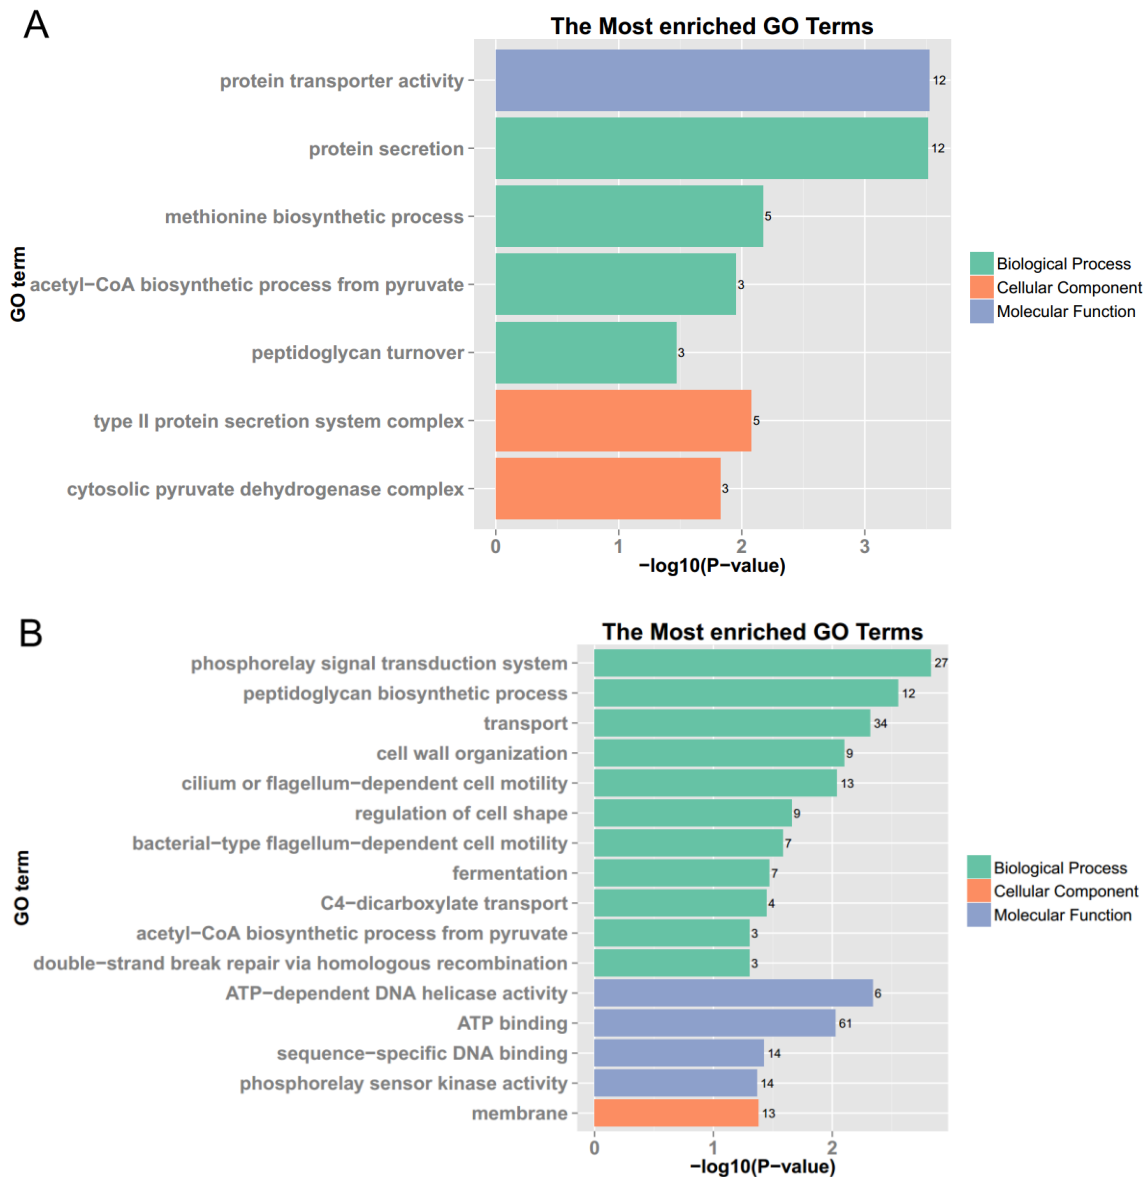 A
The Most enriched GO Terms
protein transporter activity
12
protein secretion
12
methionine biosynthetic process
5
acetyl−CoA biosynthetic process from pyruvate
3
peptidoglycan turnover
3
type II protein secretion system complex
5
cytosolic pyruvate dehydrogenase complex
3
GO term
0 1 2 3
−log10(P−value)
Biological Process
Cellular Component
Molecular Function
B
The Most enriched GO Terms
phosphorelay signal transduction system
27
peptidoglycan biosynthetic process
12
transport
34
cell wall organization
9
cilium or flagellum−dependent cell motility
13
regulation of cell shape
9
bacterial−type flagellum−dependent cell motility
7
fermentation
7
C4−dicarboxylate transport
4
acetyl−CoA biosynthetic process from pyruvate
3
double−strand break repair via homologous recombination
3
ATP−dependent DNA helicase activity
6
ATP binding
61
sequence−specific DNA binding
14
phosphorelay sensor kinase activity
14
membrane
13
GO term
0 1 2
−log10(P−value)
Biological Process
Cellular Component
Molecular Function